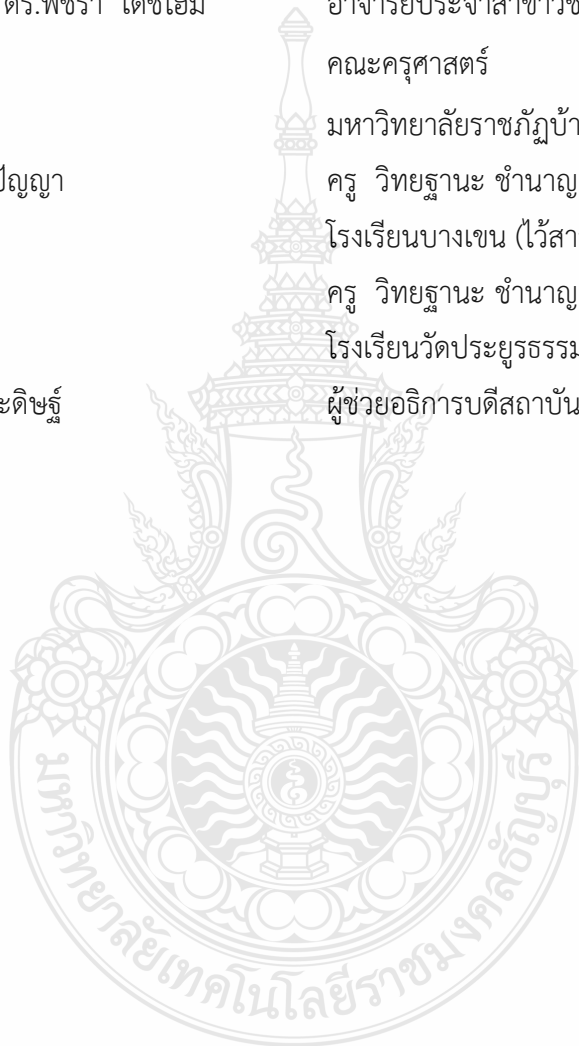 ดร.พัชรา เดชโฮม อาจารย์ประจำสาขาวิช
คณะครุศาสตร์
มหาวิทยาลัยราชภัฏบ้า
ปัญญา ครู วิทยฐานะ ชำนาญ
โรงเรียนบางเขน (ไว้สา
ครู วิทยฐานะ ชำนาญ
โรงเรียนวัดประยูรธรรม
ะดิษฐ์ ผู้ช่วยอธิการบดีสถาบัน
มหาวิทยาลัยเทคโนโลยีราชมงคลธัญบุรี